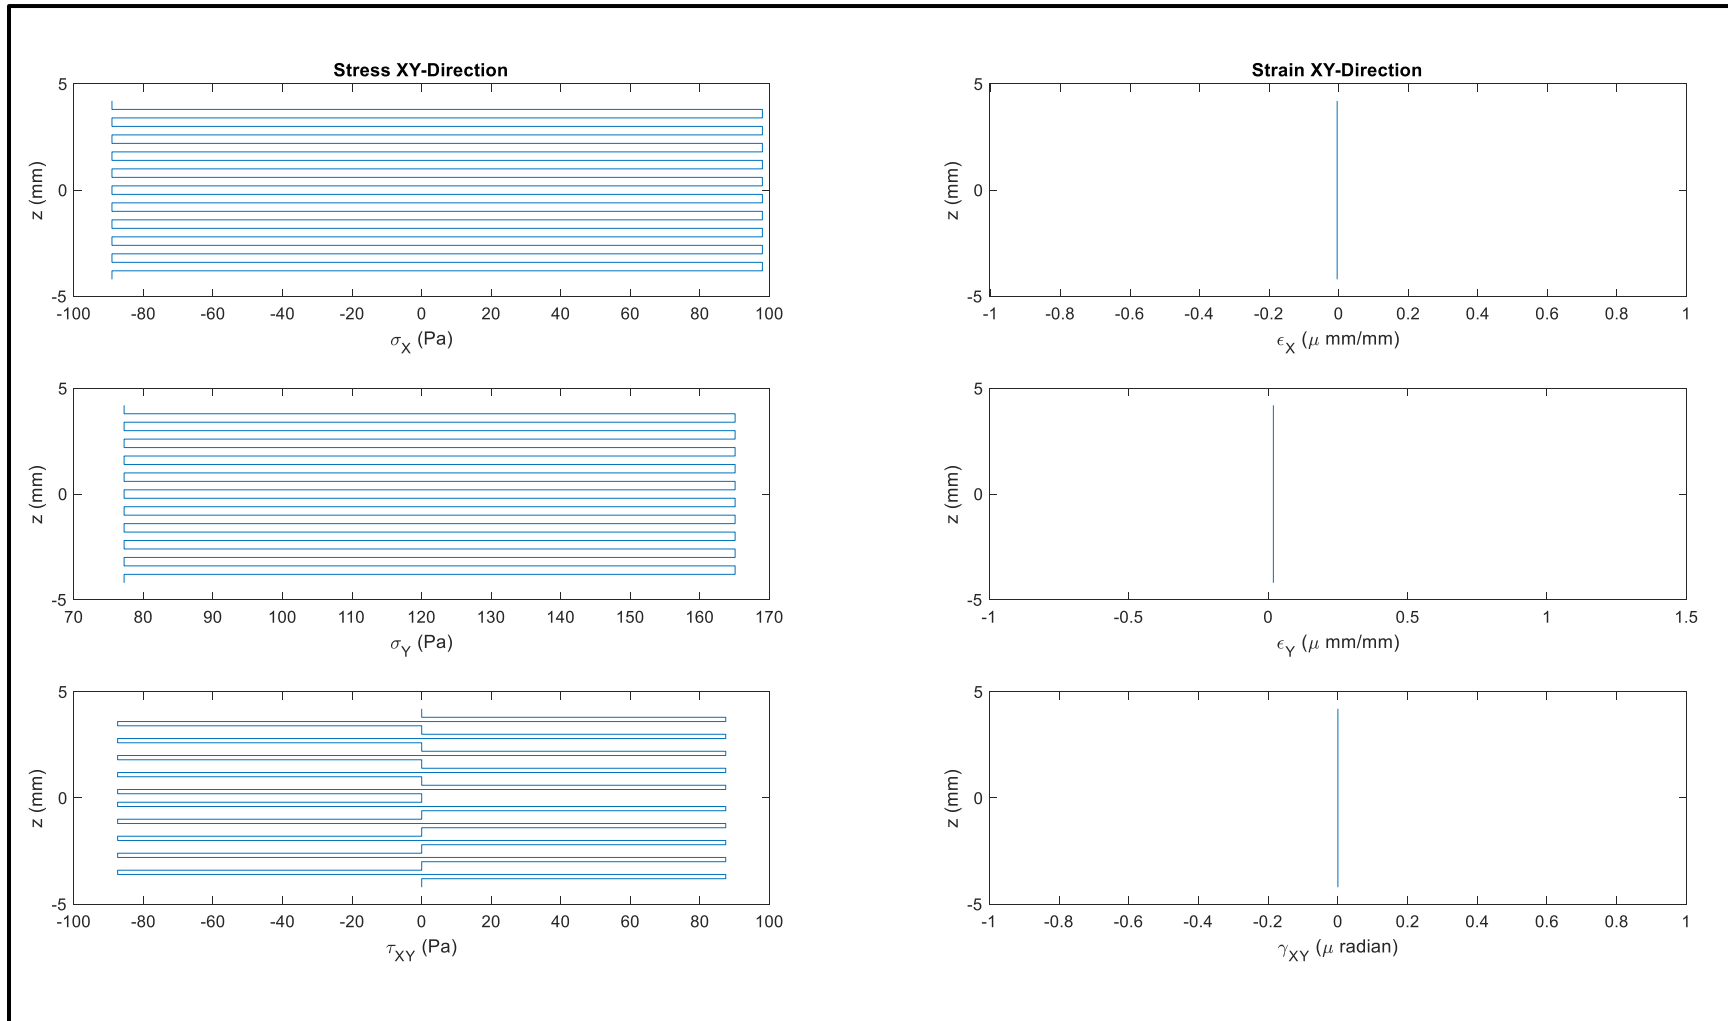 Stress XY-Direction
5
0
-5
z (mm)
-100 -80 -60 -40 -20 0 20 40 60 80 100
σ_X (Pa)
Strain XY-Direction
5
0
-5
z (mm)
-1 -0.8 -0.6 -0.4 -0.2 0 0.2 0.4 0.6 0.8 1
ϵ_X (μ mm/mm)
5
0
-5
z (mm)
70 80 90 100 110 120 130 140 150 160 170
σ_Y (Pa)
5
0
-5
z (mm)
-1 -0.5 0 0.5 1 1.5
ϵ_Y (μ mm/mm)
5
0
-5
z (mm)
-100 -80 -60 -40 -20 0 20 40 60 80 100
τ_XY (Pa)
5
0
-5
z (mm)
-1 -0.8 -0.6 -0.4 -0.2 0 0.2 0.4 0.6 0.8 1
γ_XY (μ radian)